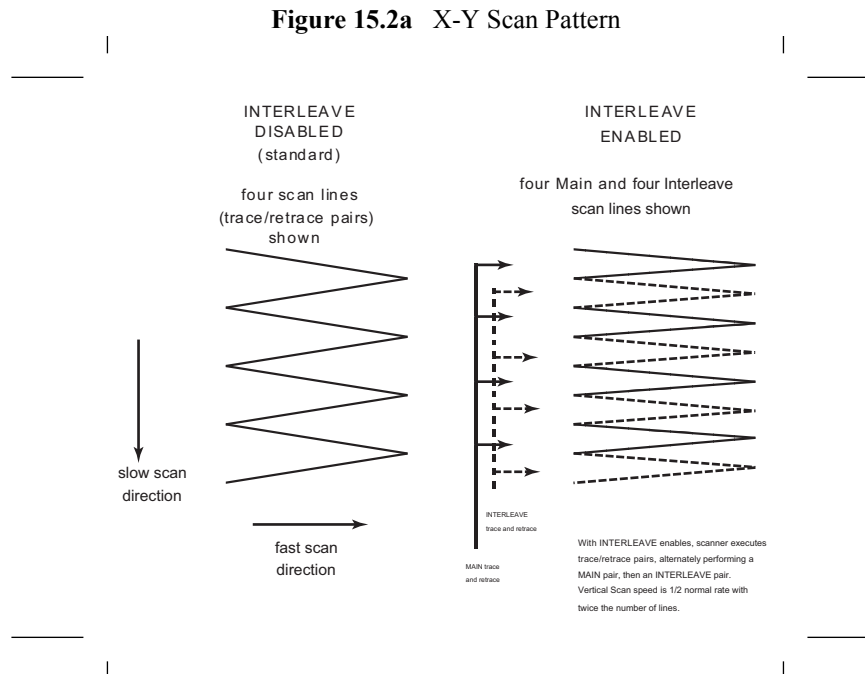 Figure 15.2a X-Y Scan Pattern
INTERLEAVE
DISABLED
(standard)
four scan lines
(trace/retrace pairs)
shown
slow scan
direction
fast scan
direction
INTERLEAVE
ENABLED
four Main and four Interleave
scan lines shown
INTERLEAVE
trace and retrace
MAIN trace
and retrace
With INTERLEAVE enables, scanner executes
trace/retrace pairs, alternately performing a
MAIN pair, then an INTERLEAVE pair.
Vertical Scan speed is 1/2 normal rate with
twice the number of lines.